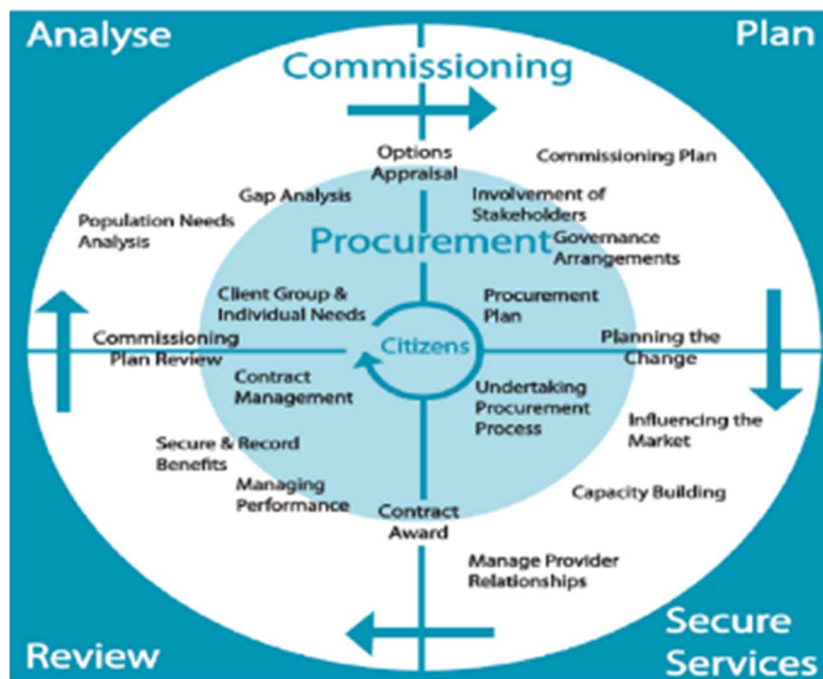 Analyse
Plan
Commissioning
Options
Appraisal
Commissioning Plan
Gap Analysis
Involvement of
Stakeholders
Population Needs
Analysis
Procurement
Governance
Arrangements
Client Group &
Individual Needs
Procurement
Plan
Commissioning
Plan Review
Citizens
Planning the
Change
Contract
Management
Undertaking
Procurement
Process
Influencing the
Market
Secure & Record
Benefits
Managing
Performance
Capacity Building
Contract
Award
Manage Provider
Relationships
Review
Secure
Services